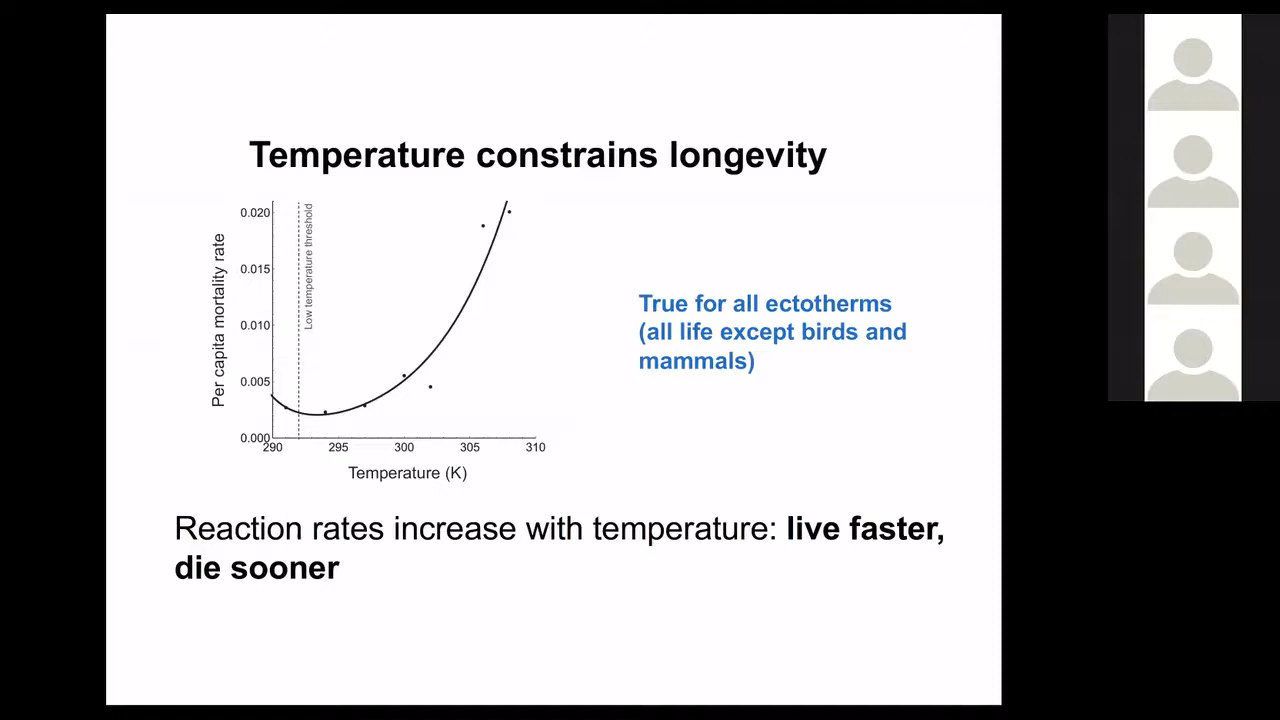 Temperature constrains longevity
0.020
0.015
0.010
0.005
0.000
Per capita mortality rate
Low temperature threshold
290 295 300 305 310
Temperature (K)
True for all ectotherms
(all life except birds and
mammals)
Reaction rates increase with temperature: live faster,
die sooner